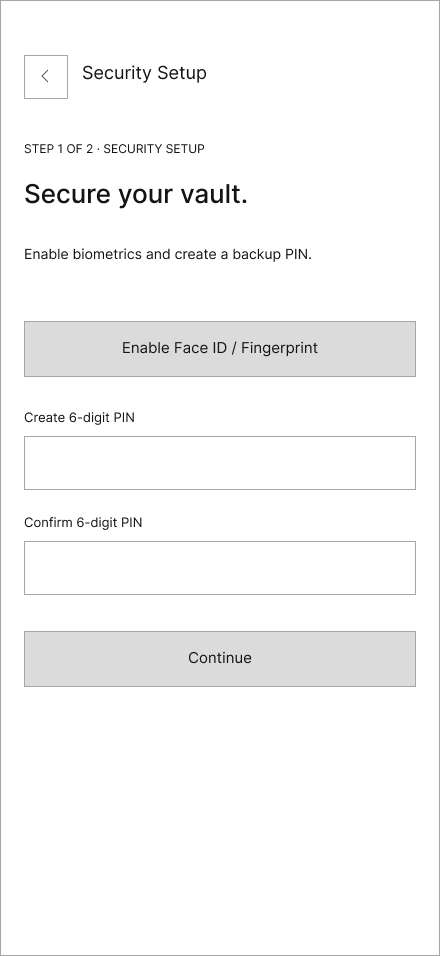 Security Setup
STEP 1 OF 2 · SECURITY SETUP
Secure your vault.
Enable biometrics and create a backup PIN.
Enable Face ID / Fingerprint
Create 6-digit PIN
Confirm 6-digit PIN
Continue